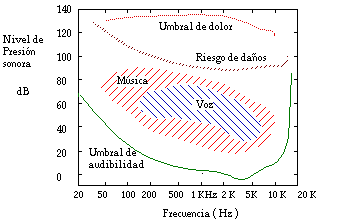 140
Nivel de
Presión
sonora
dB
120
100
80
60
40
20
0
Umbral de dolor
Riesgo de daños
Música
Voz
Umbral de
audibilidad
20 50 100 200 500 1 KHz 2 K 5K 10 K 20 K
Frecuencia ( Hz )